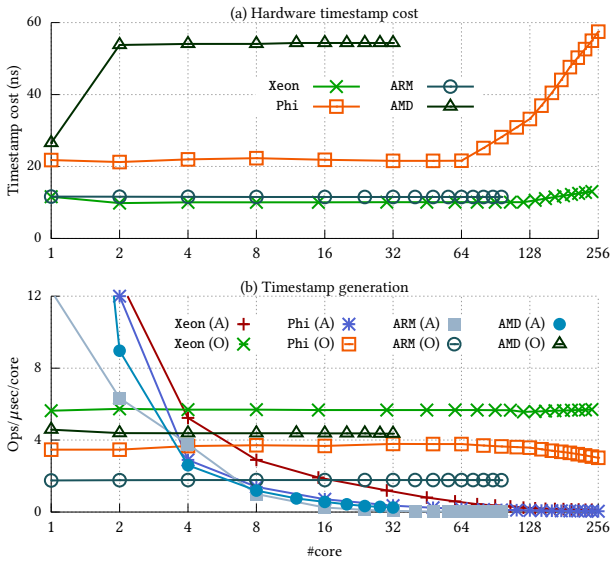 (a) Hardware timestamp cost
60
40
20
0
Timestamp cost (ns)
Xeon
Phi
ARM
AMD
1 2 4 8 16 32 64 128 256
(b) Timestamp generation
12
8
4
0
Ops/μsec/core
Xeon (A)
Xeon (O)
Phi (A)
Phi (O)
ARM (A)
ARM (O)
AMD (A)
AMD (O)
1 2 4 8 16 32 64 128 256
#core